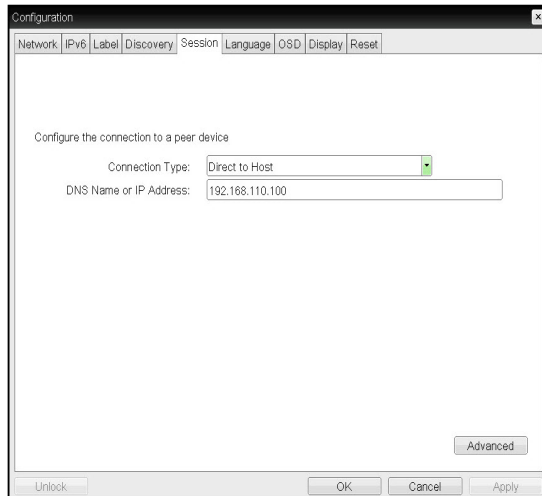 Configuration
Network IPv6 Label Discovery Session Language OSD Display Reset
Configure the connection to a peer device
Connection Type: Direct to Host
DNS Name or IP Address: 192.168.110.100
Advanced
Unlock OK Cancel Apply